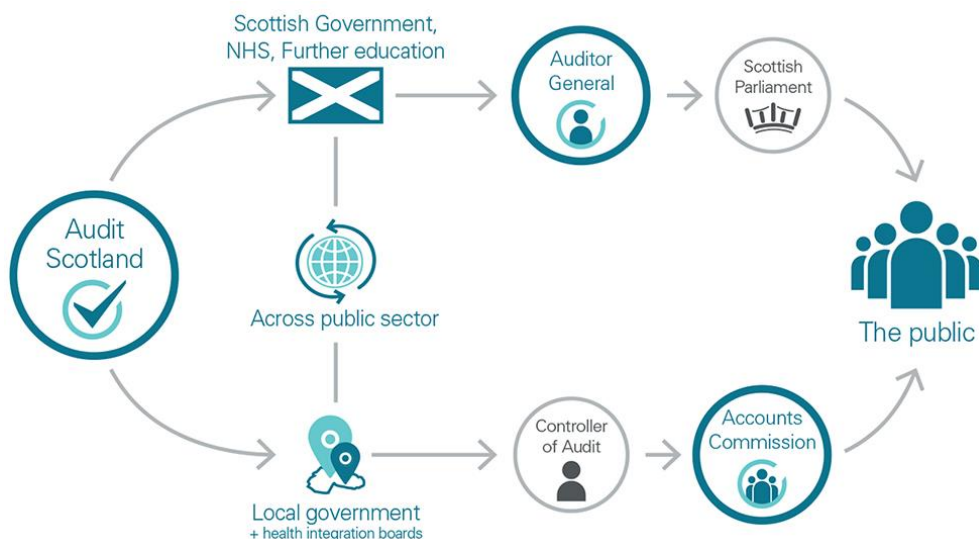 Scottish Government,
NHS, Further education
Auditor
General
Scottish
Parliament
Audit
Scotland
Across public sector
The public
Local government
+ health integration boards
Controller
of Audit
Accounts
Commission